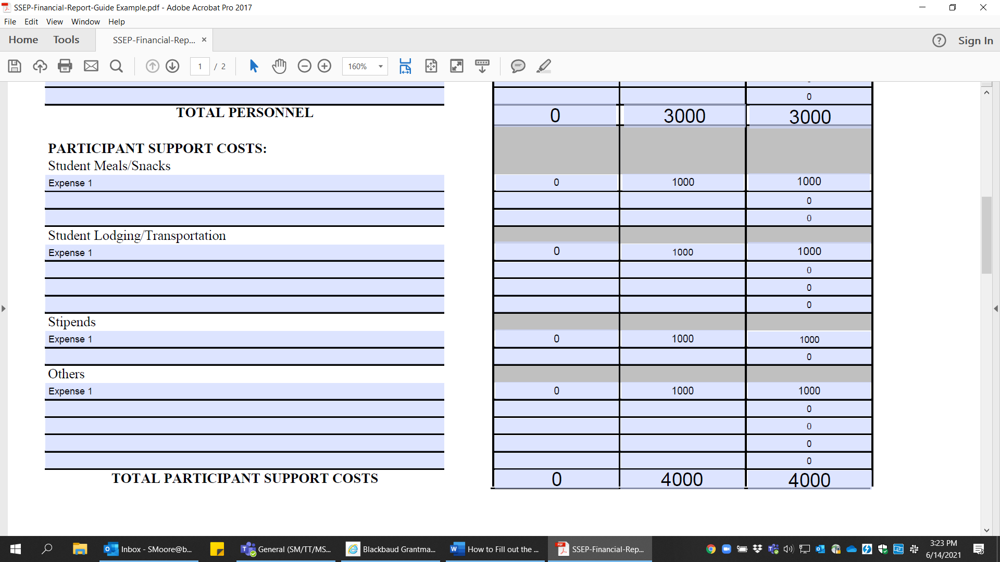 SSEP-Financial-Report-Guide Example.pdf - Adobe Acrobat Pro 2017
File Edit View Window Help
Home Tools SSEP-Financial-Rep... × ? Sign In
1 / 2 160%
0
TOTAL PERSONNEL 0 3000 3000
PARTICIPANT SUPPORT COSTS:
Student Meals/Snacks
Expense 1 0 1000 1000
0
0
Student Lodging/Transportation
Expense 1 0 1000 1000
0
0
0
Stipends
Expense 1 0 1000 1000
0
Others
Expense 1 0 1000 1000
0
0
0
0
TOTAL PARTICIPANT SUPPORT COSTS 0 4000 4000
Inbox - SMoore@b... General (SM/TT/MS... Blackbaud Grantma... How to Fill out the ... SSEP-Financial-Rep... 3:23 PM
6/14/2021